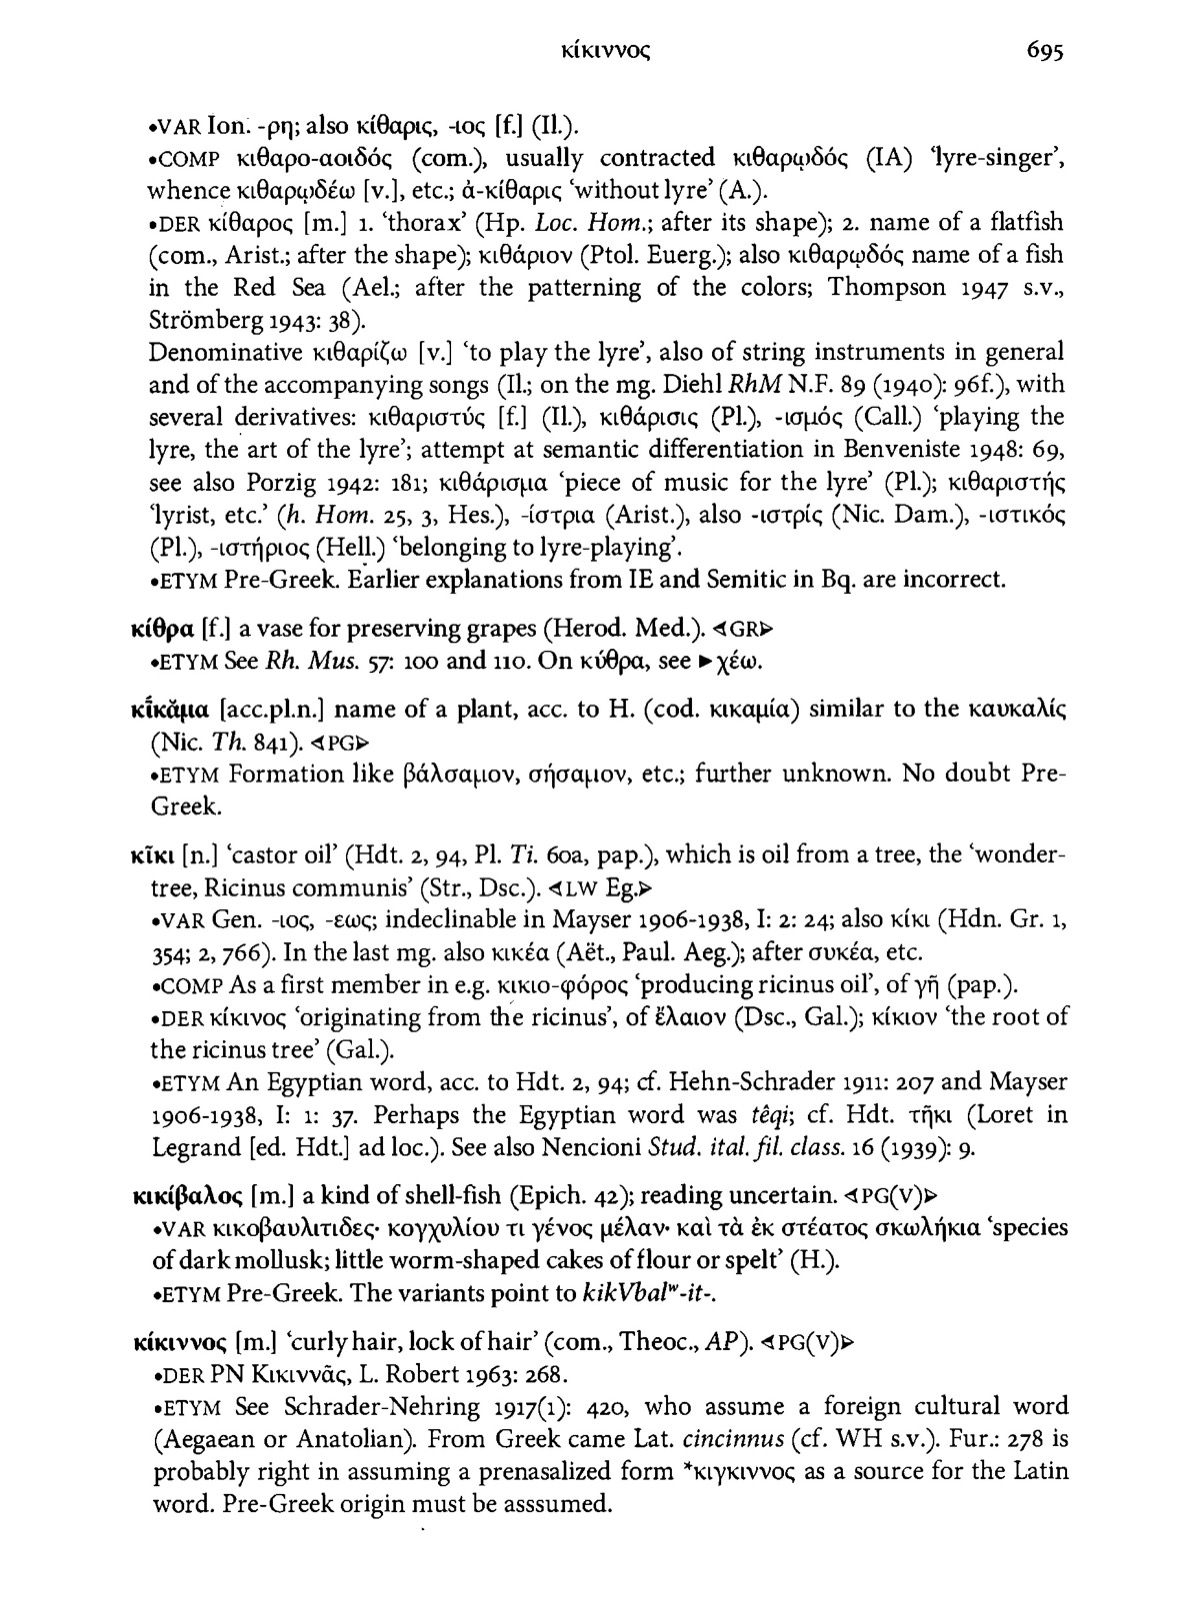 κίκιννος 695
•VAR Ion. -ρη; also κίθαρις, -ιος [f.] (Il.).
•COMP κιθαρο-αοιδός (com.), usually contracted κιθαρῳδός (IA) ‘lyre-singer’,
whence κιθαρῳδέω [v.], etc.; ἀ-κίθαρις ‘without lyre’ (A.).
•DER κίθαρος [m.] 1. ‘thorax’ (Hp. Loc. Hom.; after its shape); 2. name of a flatfish
(com., Arist.; after the shape); κιθάριον (Ptol. Euerg.); also κιθαρῳδός name of a fish
in the Red Sea (Ael.; after the patterning of the colors; Thompson 1947 s.v.,
Strömberg 1943: 38).
Denominative κιθαρίζω [v.] ‘to play the lyre’, also of string instruments in general
and of the accompanying songs (Il.; on the mg. Diehl RhM N.F. 89 (1940): 96f.), with
several derivatives: κιθαριστύς [f.] (Il.), κιθάρισις (Pl.), -ισμός (Call.) ‘playing the
lyre, the art of the lyre’; attempt at semantic differentiation in Benveniste 1948: 69,
see also Porzig 1942: 181; κιθάρισμα ‘piece of music for the lyre’ (Pl.); κιθαριστής
‘lyrist, etc.’ (h. Hom. 25, 3, Hes.), -ίστρια (Arist.), also -ιστρίς (Nic. Dam.), -ιστικός
(Pl.), -ιστήριος (Hell.) ‘belonging to lyre-playing’.
•ETYM Pre-Greek. Earlier explanations from IE and Semitic in Bq. are incorrect.
κίθρα [f.] a vase for preserving grapes (Herod. Med.). ⊲GR⊳
•ETYM See Rh. Mus. 57: 100 and 110. On κύθρα, see ►χέω.
κί̆κᾰμα [acc.pl.n.] name of a plant, acc. to H. (cod. κικαμία) similar to the καυκαλίς
(Nic. Th. 841). ⊲PG⊳
•ETYM Formation like βάλσαμον, σήσαμον, etc.; further unknown. No doubt Pre-
Greek.
κῖκι [n.] ‘castor oil’ (Hdt. 2, 94, Pl. Ti. 60a, pap.), which is oil from a tree, the ‘wonder-
tree, Ricinus communis’ (Str., Dsc.). ⊲LW Eg.⊳
•VAR Gen. -ιος, -εως; indeclinable in Mayser 1906-1938, I: 2: 24; also κίκι (Hdn. Gr. 1,
354; 2, 766). In the last mg. also κικέα (Aët., Paul. Aeg.); after συκέα, etc.
•COMP As a first member in e.g. κικιο-φόρος ‘producing ricinus oil’, of γῆ (pap.).
•DER κίκινος ‘originating from the ricinus’, of ἔλαιον (Dsc., Gal.); κίκιον ‘the root of
the ricinus tree’ (Gal.).
•ETYM An Egyptian word, acc. to Hdt. 2, 94; cf. Hehn-Schrader 1911: 207 and Mayser
1906-1938, I: 1: 37. Perhaps the Egyptian word was têqi; cf. Hdt. τῆκι (Loret in
Legrand [ed. Hdt.] ad loc.). See also Nencioni Stud. ital. fil. class. 16 (1939): 9.
κικίβαλος [m.] a kind of shell-fish (Epich. 42); reading uncertain. ⊲PG(V)⊳
•VAR κικοβαυλιτιδες· κογχυλίου τι γένος μέλαν· καὶ τὰ ἐκ στέατος σκωλήκια ‘species
of dark mollusk; little worm-shaped cakes of flour or spelt’ (H.).
•ETYM Pre-Greek. The variants point to kikVbalʷ-it-.
κίκιννος [m.] ‘curly hair, lock of hair’ (com., Theoc., AP). ⊲PG(V)⊳
•DER PN Κικιννᾶς, L. Robert 1963: 268.
•ETYM See Schrader-Nehring 1917(1): 420, who assume a foreign cultural word
(Aegaean or Anatolian). From Greek came Lat. cincinnus (cf. WH s.v.). Fur.: 278 is
probably right in assuming a prenasalized form *κιγκιννος as a source for the Latin
word. Pre-Greek origin must be asssumed.